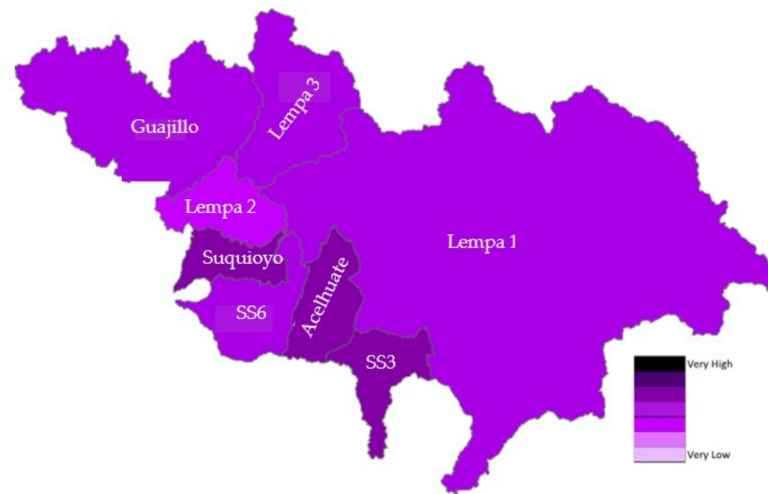 Lempa 3
Guajillo
Lempa 2
Lempa 1
Suquioyo
Acelhuate
SS6
SS3
Very High
Very Low